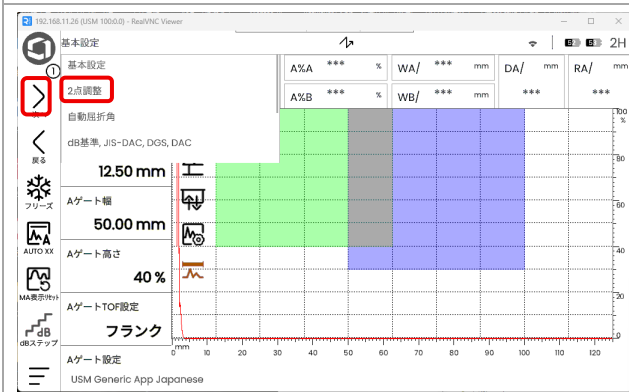 192.168.11.26 (USM 100:0.0) - RealVNC Viewer
基本設定
2H
基本設定
2点調整
自動屈折角
dB基準, JIS-DAC, DGS, DAC
1
戻る
フリーズ
AUTO XX
MA表示リセット
dB
dBステップ
A%A *** %
WA/ *** mm
DA/ mm
RA/ mm
A%B *** %
WB/ *** mm
***
***
12.50 mm
Aゲート幅
50.00 mm
Aゲート高さ
40 %
AゲートTOF設定
フランク
Aゲート設定
USM Generic App Japanese
100
%
80
60
40
20
0
mm
0 10 20 30 40 50 60 70 80 90 100 110 120